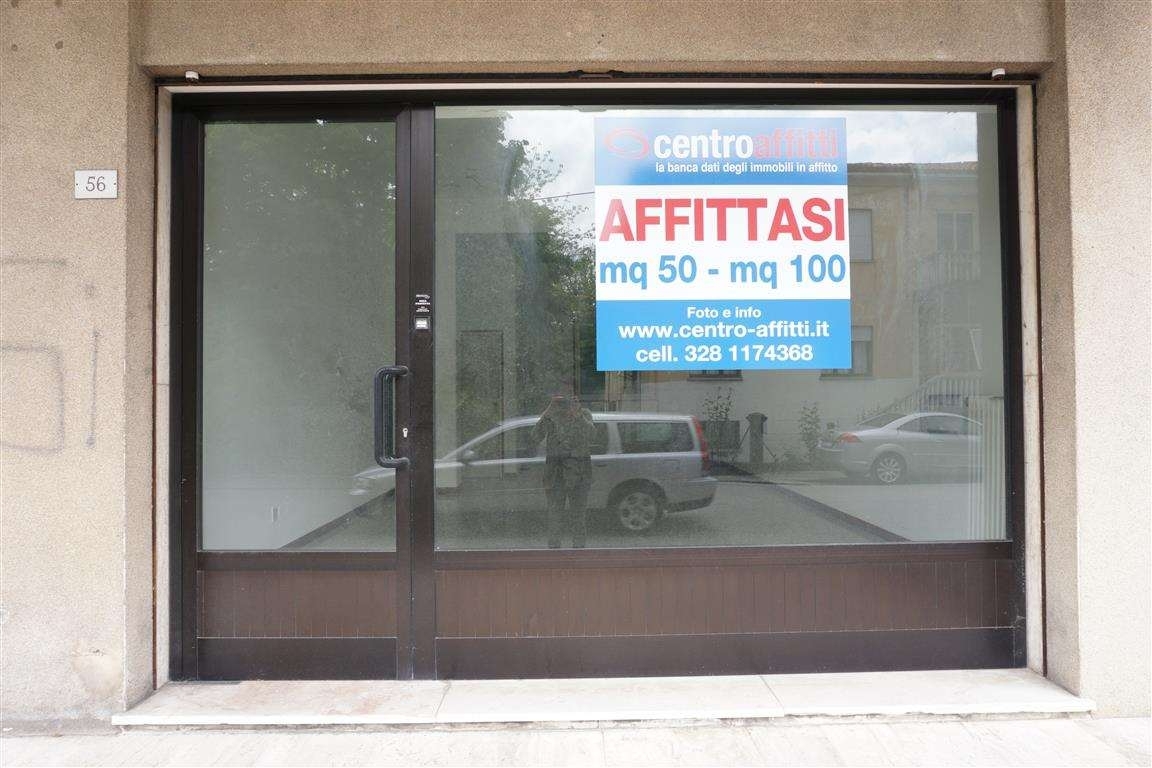 56
centroaffitti
la banca dati degli immobili in affitto
AFFITTASI
mq 50 - mq 100
Foto e info
www.centro-affitti.it
cell. 328 1174368